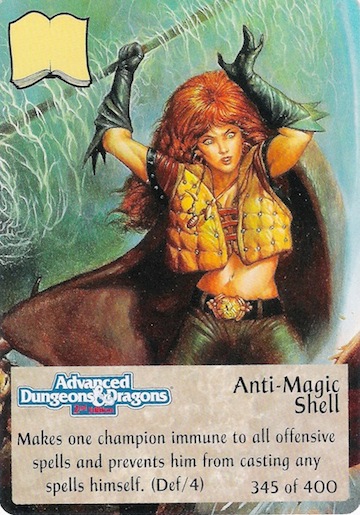 Advanced
Dungeons & Dragons
2nd Edition
Anti-Magic
Shell
Makes one champion immune to all offensive
spells and prevents him from casting any
spells himself. (Def/4)
345 of 400